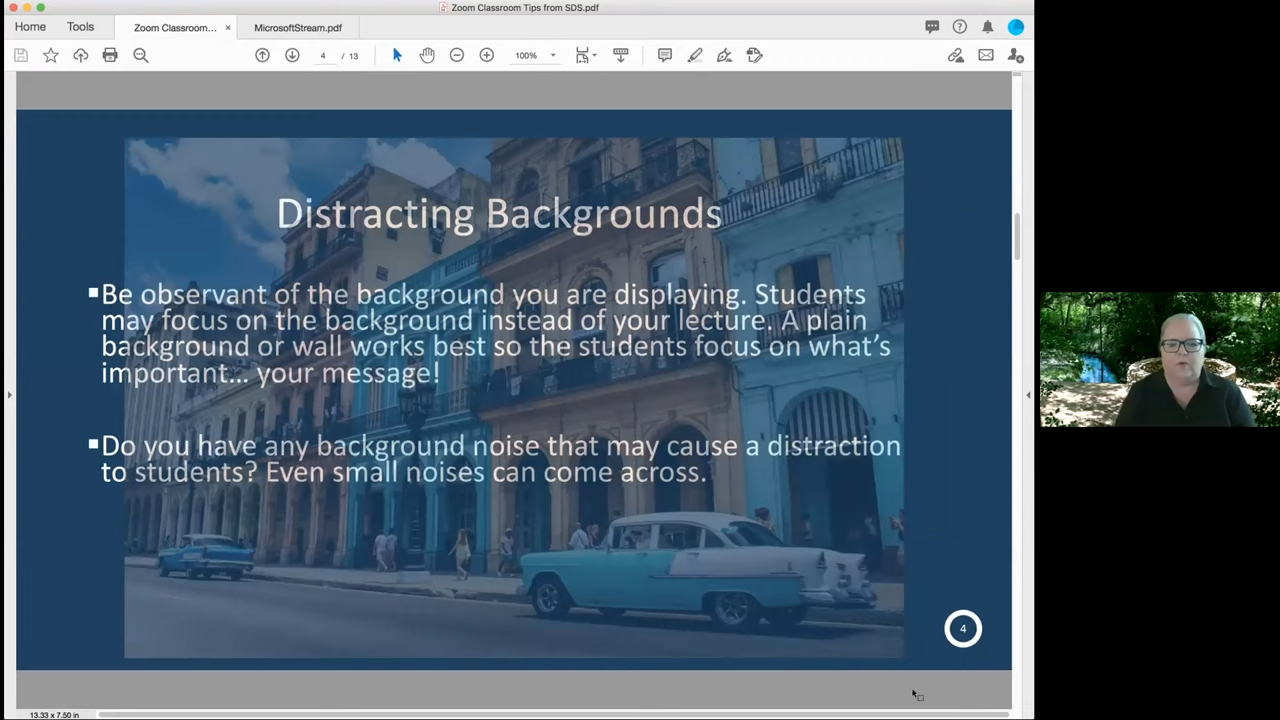 Zoom Classroom Tips from SDS.pdf
Home
Tools
Zoom Classroom...
×
MicrosoftStream.pdf
4 / 13
100%
Distracting Backgrounds
▪Be observant of the background you are displaying. Students
may focus on the background instead of your lecture. A plain
background or wall works best so the students focus on what's
important... your message!
▪Do you have any background noise that may cause a distraction
to students? Even small noises can come across.
4
13.33 x 7.50 in